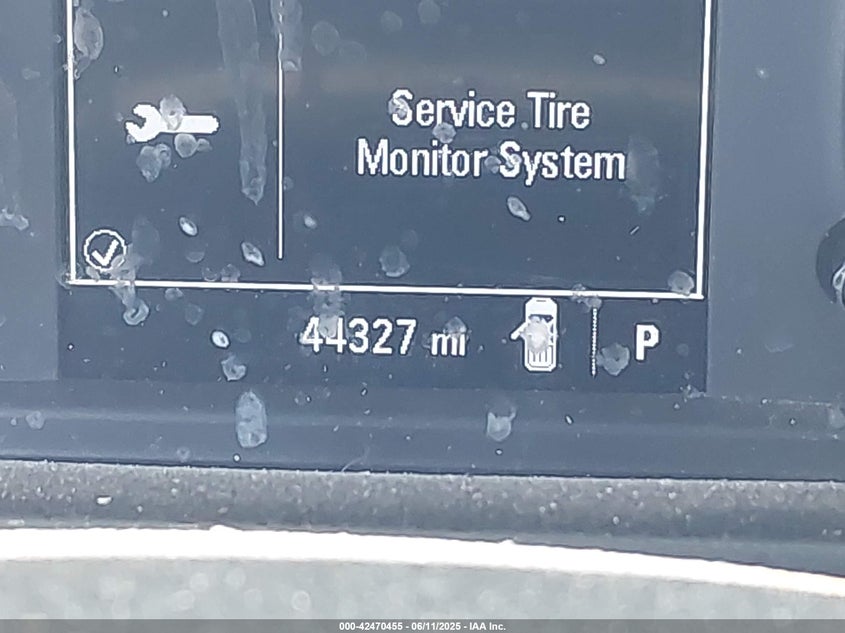 Service Tire
Monitor System
44327 mi
P
000-42470455 - 06/11/2025 - IAA Inc.